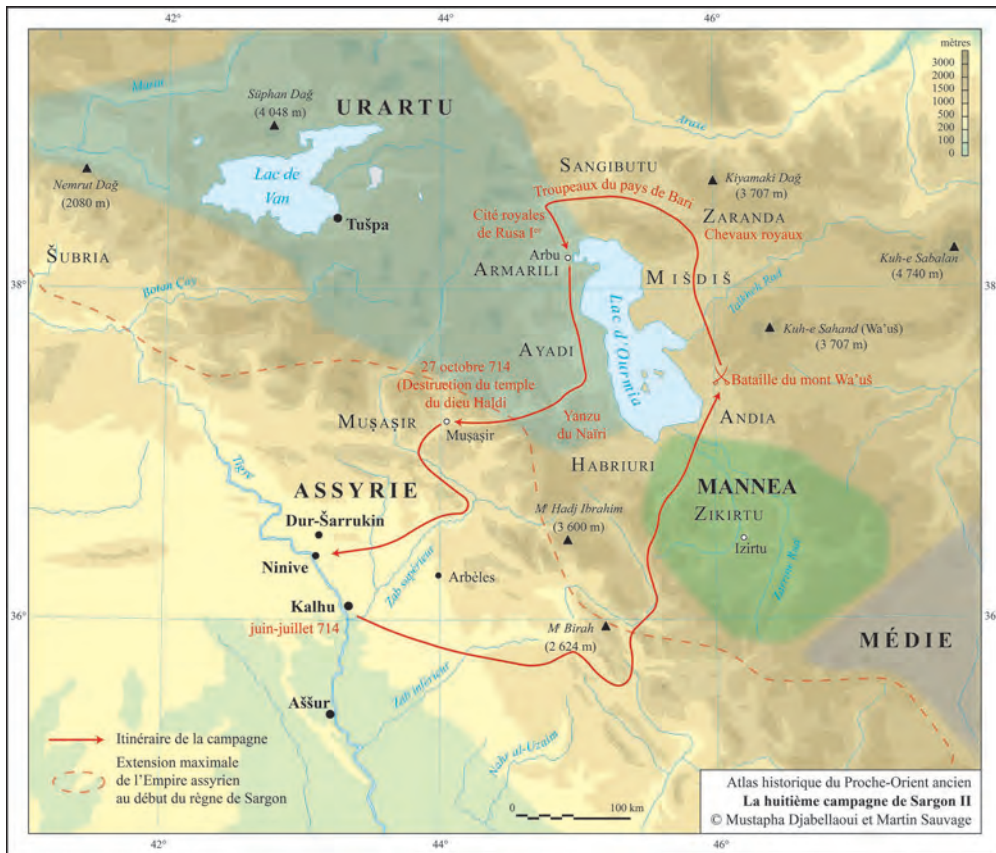 42°
44°
46°
mètres
3000
2000
1500
1000
500
200
100
0
Murat
Süphan Dağ
(4 048 m)
URARTU
Araxe
Nemrut Dağ
(2080 m)
Lac de
Van
Tušpa
SANGIBUTU
Troupeaux du pays de Bari
Kiyamaki Dağ
(3 707 m)
ZARANDA
Chevaux royaux
Cité royales
de Rusa Ier
Arbu
ARMARILI
ŠUBRIA
Kuh-e Sabalan
(4 740 m)
MIŠDIŠ
38°
38°
Botan Çay
Talkheh Rud
Lac d'Ourmia
Kuh-e Sahand (Wa'uš)
(3 707 m)
AYADI
27 octobre 714
(Destruction du temple
du dieu Haldi
Bataille du mont Wa'uš
MUṢAṢIR
Muṣaṣir
Yanzu
du Naïri
ANDIA
HABRIURI
Tigre
ASSYRIE
MANNEA
ZIKIRTU
Mt Hadj Ibrahim
(3 600 m)
Dur-Šarrukin
Izirtu
Ninive
Zab supérieur
Arbèles
Zarrine Rud
Kalhu
36°
36°
juin-juillet 714
Mt Birah
(2 624 m)
MÉDIE
Zab inférieur
Aššur
Nahr al-Uzaim
Itinéraire de la campagne
Extension maximale
de l'Empire assyrien
au début du règne de Sargon
0
100 km
Atlas historique du Proche-Orient ancien
La huitième campagne de Sargon II
© Mustapha Djabellaoui et Martin Sauvage
42°
44°
46°